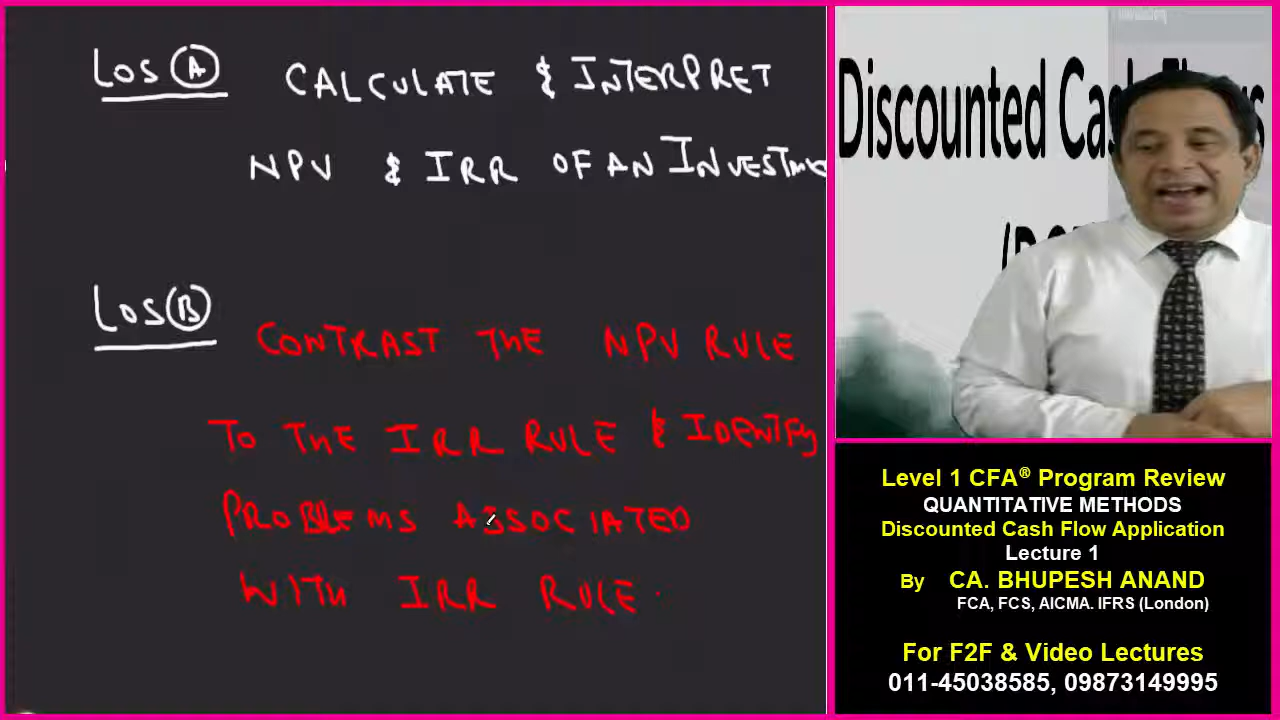 LOS (A) CALCULATE & INTERPRET
NPV & IRR OF AN INVESTME
LOS (B) CONTRAST THE NPV RULE
TO THE IRR RULE & IDENTIFY
PROBLEMS ASSOCIATED
WITH IRR RULE.
Discounted Cash
Level 1 CFA® Program Review
QUANTITATIVE METHODS
Discounted Cash Flow Application
Lecture 1
By CA. BHUPESH ANAND
FCA, FCS, AICMA. IFRS (London)
For F2F & Video Lectures
011-45038585, 09873149995